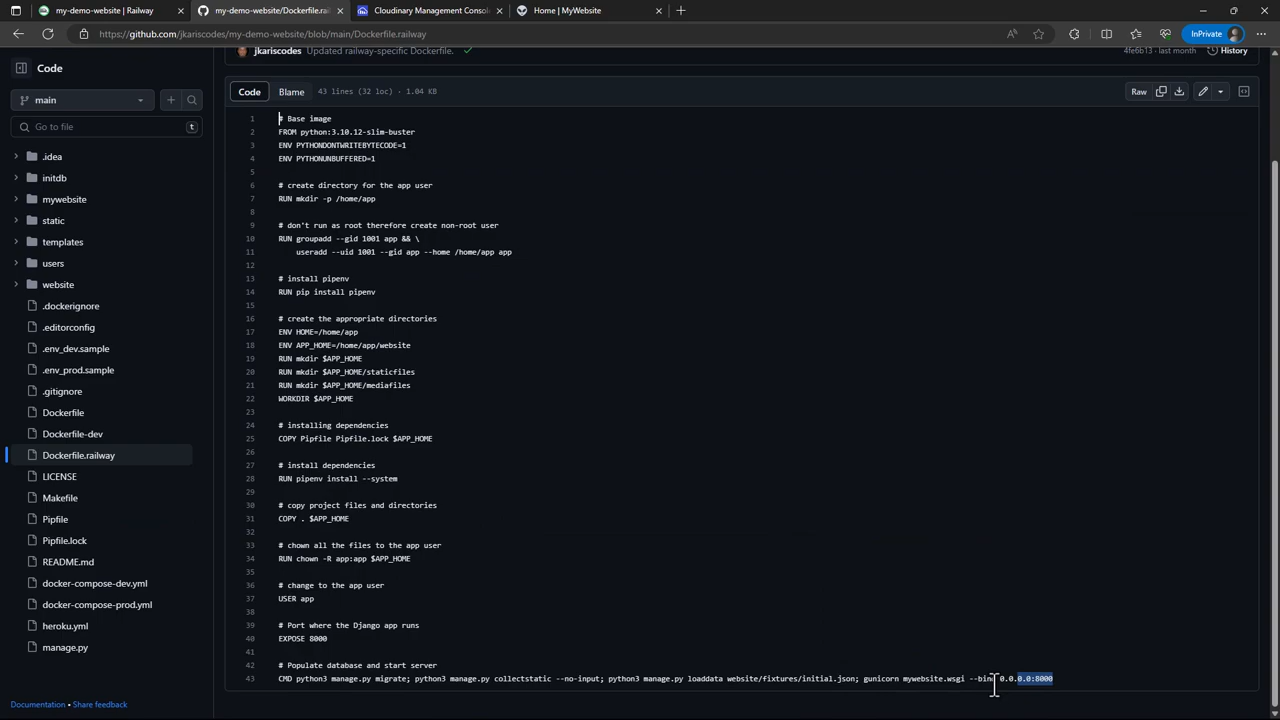 my-demo-website | Railway
my-demo-website/Dockerfile.rail
Cloudinary Management Consol
Home | MyWebsite
https://github.com/jkariscodes/my-demo-website/blob/main/Dockerfile.railway
InPrivate
Code
jkariscodes Updated railway-specific Dockerfile.
4fe6b13 · last month
History
main
Go to file
t
.idea
initdb
mywebsite
static
templates
users
website
.dockerignore
.editorconfig
.env_dev.sample
.env_prod.sample
.gitignore
Dockerfile
Dockerfile-dev
Dockerfile.railway
LICENSE
Makefile
Pipfile
Pipfile.lock
README.md
docker-compose-dev.yml
docker-compose-prod.yml
heroku.yml
manage.py
Documentation · Share feedback
Code Blame 43 lines (32 loc) · 1.04 KB
Raw
1 # Base image
2 FROM python:3.10.12-slim-buster
3 ENV PYTHONDONTWRITEBYTECODE=1
4 ENV PYTHONUNBUFFERED=1
5
6 # create directory for the app user
7 RUN mkdir -p /home/app
8
9 # don't run as root therefore create non-root user
10 RUN groupadd --gid 1001 app && \
11 useradd --uid 1001 --gid app --home /home/app app
12
13 # install pipenv
14 RUN pip install pipenv
15
16 # create the appropriate directories
17 ENV HOME=/home/app
18 ENV APP_HOME=/home/app/website
19 RUN mkdir $APP_HOME
20 RUN mkdir $APP_HOME/staticfiles
21 RUN mkdir $APP_HOME/mediafiles
22 WORKDIR $APP_HOME
23
24 # installing dependencies
25 COPY Pipfile Pipfile.lock $APP_HOME
26
27 # install dependencies
28 RUN pipenv install --system
29
30 # copy project files and directories
31 COPY . $APP_HOME
32
33 # chown all the files to the app user
34 RUN chown -R app:app $APP_HOME
35
36 # change to the app user
37 USER app
38
39 # Port where the Django app runs
40 EXPOSE 8000
41
42 # Populate database and start server
43 CMD python3 manage.py migrate; python3 manage.py collectstatic --no-input; python3 manage.py loaddata website/fixtures/initial.json; gunicorn mywebsite.wsgi --bin 0.0.0.0:8000